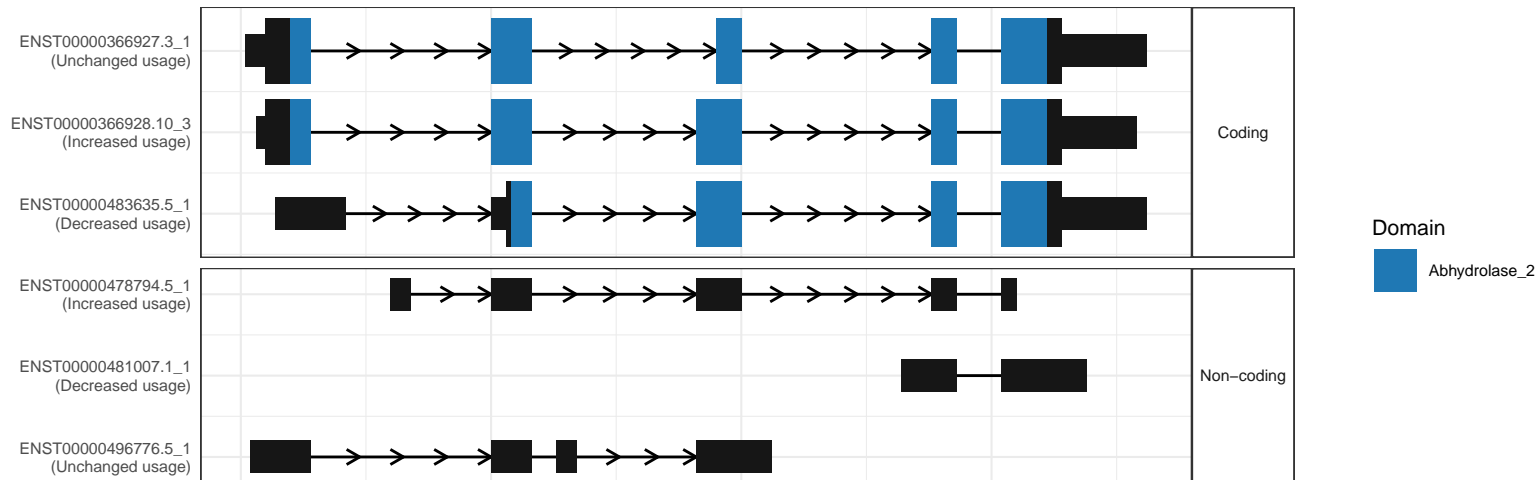 ENST00000366927.3_1
(Unchanged usage)
ENST00000366928.10_3
(Increased usage)
ENST00000483635.5_1
(Decreased usage)
Coding
ENST00000478794.5_1
(Increased usage)
ENST00000481007.1_1
(Decreased usage)
ENST00000496776.5_1
(Unchanged usage)
Non−coding
Domain
Abhydrolase_2